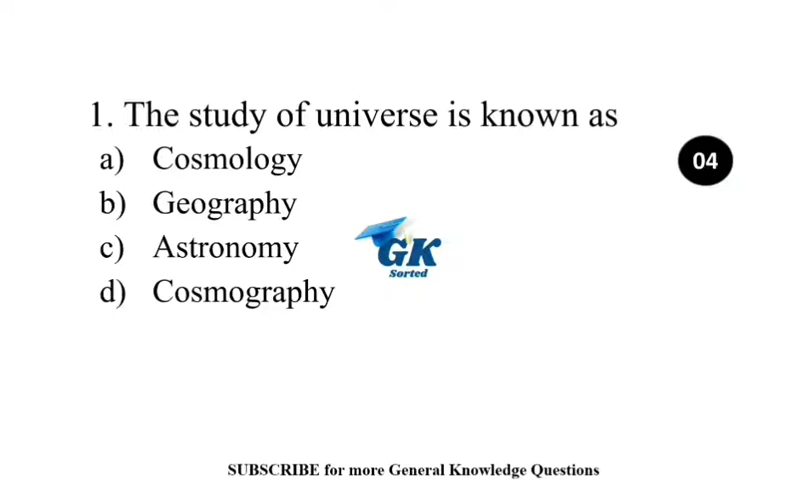 1. The study of universe is known as
a) Cosmology
04
b) Geography
c) Astronomy
GK
Sorted
d) Cosmography
SUBSCRIBE for more General Knowledge Questions